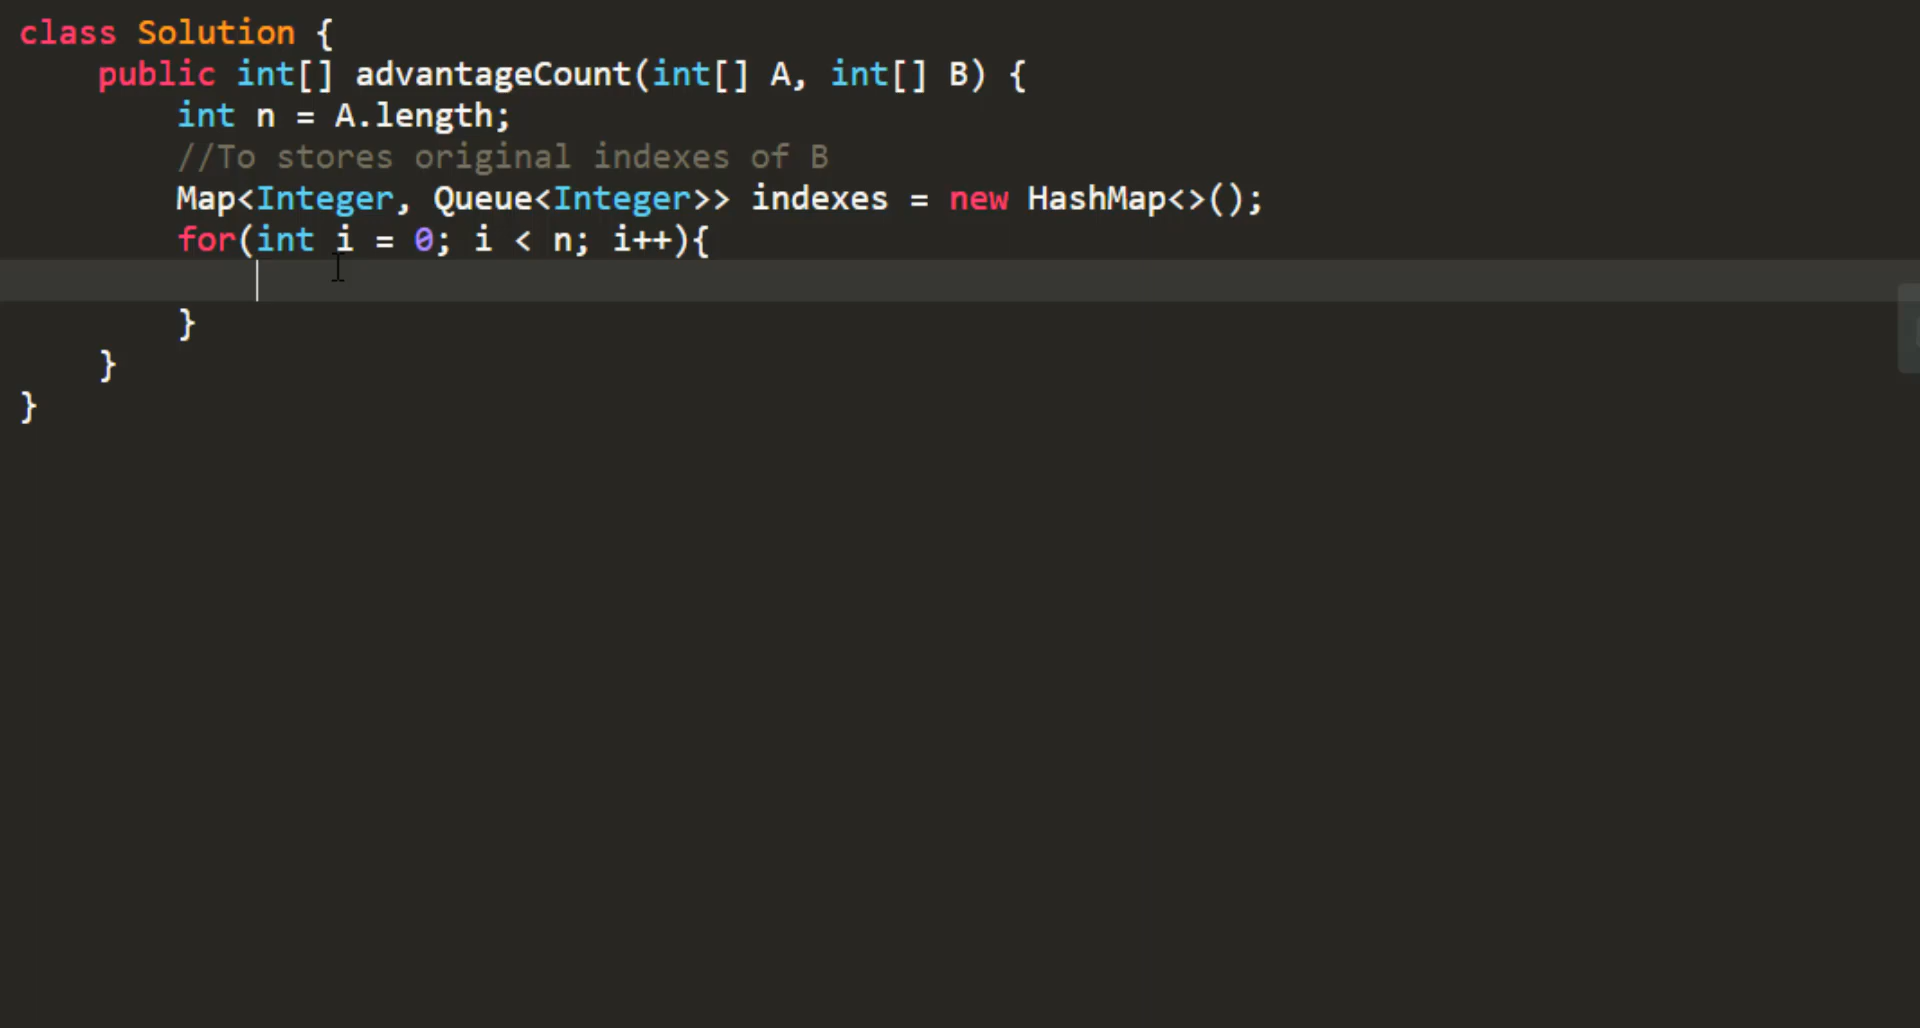 class Solution {
    public int[] advantageCount(int[] A, int[] B) {
        int n = A.length;
        //To stores original indexes of B
        Map<Integer, Queue<Integer>> indexes = new HashMap<>();
        for(int i = 0; i < n; i++){
        }
    }
}